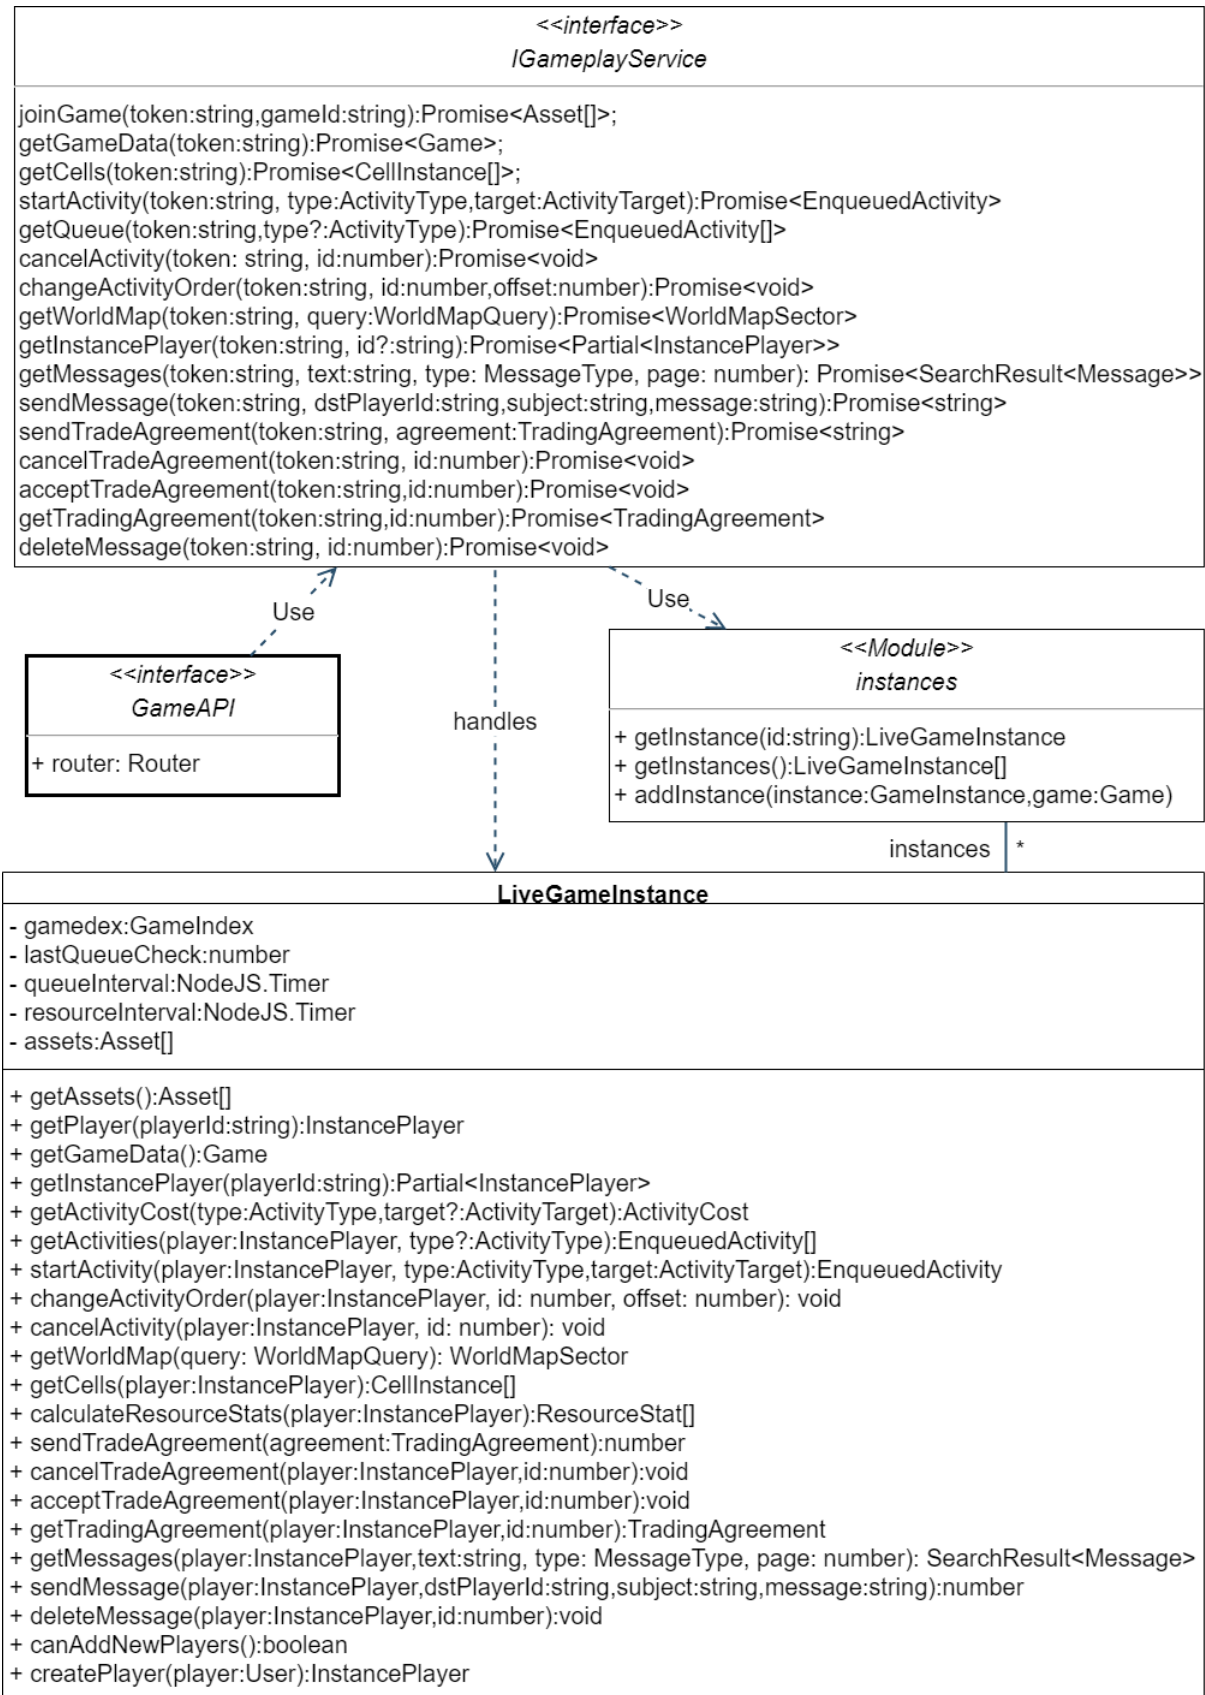 <<interface>>
IGameplayService
joinGame(token:string,gameId:string):Promise<Asset[]>;
getGameData(token:string):Promise<Game>;
getCells(token:string):Promise<CellInstance[]>;
startActivity(token:string, type:ActivityType,target:ActivityTarget):Promise<EnqueuedActivity>
getQueue(token:string,type?:ActivityType):Promise<EnqueuedActivity[]>
cancelActivity(token: string, id:number):Promise<void>
changeActivityOrder(token:string, id:number,offset:number):Promise<void>
getWorldMap(token:string, query:WorldMapQuery):Promise<WorldMapSector>
getInstancePlayer(token:string, id?:string):Promise<Partial<InstancePlayer>>
getMessages(token:string, text:string, type: MessageType, page: number): Promise<SearchResult<Message>>
sendMessage(token:string, dstPlayerId:string,subject:string,message:string):Promise<string>
sendTradeAgreement(token:string, agreement:TradingAgreement):Promise<string>
cancelTradeAgreement(token:string, id:number):Promise<void>
acceptTradeAgreement(token:string,id:number):Promise<void>
getTradingAgreement(token:string,id:number):Promise<TradingAgreement>
deleteMessage(token:string, id:number):Promise<void>
Use
Use
<<interface>>
GameAPI
+ router: Router
handles
<<Module>>
instances
+ getInstance(id:string):LiveGameInstance
+ getInstances():LiveGameInstance[]
+ addInstance(instance:GameInstance,game:Game)
instances *
LiveGameInstance
- gamedex:GameIndex
- lastQueueCheck:number
- queueInterval:NodeJS.Timer
- resourceInterval:NodeJS.Timer
- assets:Asset[]
+ getAssets():Asset[]
+ getPlayer(playerId:string):InstancePlayer
+ getGameData():Game
+ getInstancePlayer(playerId:string):Partial<InstancePlayer>
+ getActivityCost(type:ActivityType,target?:ActivityTarget):ActivityCost
+ getActivities(player:InstancePlayer, type?:ActivityType):EnqueuedActivity[]
+ startActivity(player:InstancePlayer, type:ActivityType,target:ActivityTarget):EnqueuedActivity
+ changeActivityOrder(player:InstancePlayer, id: number, offset: number): void
+ cancelActivity(player:InstancePlayer, id: number): void
+ getWorldMap(query: WorldMapQuery): WorldMapSector
+ getCells(player:InstancePlayer):CellInstance[]
+ calculateResourceStats(player:InstancePlayer):ResourceStat[]
+ sendTradeAgreement(agreement:TradingAgreement):number
+ cancelTradeAgreement(player:InstancePlayer,id:number):void
+ acceptTradeAgreement(player:InstancePlayer,id:number):void
+ getTradingAgreement(player:InstancePlayer,id:number):TradingAgreement
+ getMessages(player:InstancePlayer,text:string, type: MessageType, page: number): SearchResult<Message>
+ sendMessage(player:InstancePlayer,dstPlayerId:string,subject:string,message:string):number
+ deleteMessage(player:InstancePlayer,id:number):void
+ canAddNewPlayers():boolean
+ createPlayer(player:User):InstancePlayer